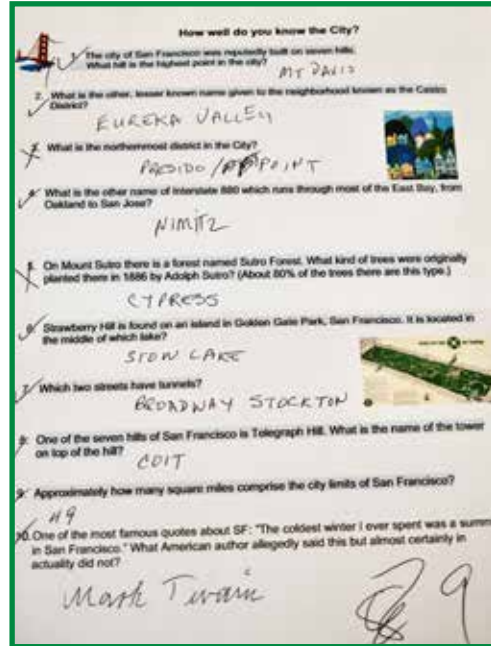 How well do you know the City?
1. The city of San Francisco was reputedly built on seven hills.
What hill is the highest point in the city?
MT DAVIS
2. What is the other, lesser known name given to the neighborhood known as the Castro
District?
EUREKA VALLEY
3. What is the northernmost district in the City?
PRESIDO / POINT
4. What is the other name of Interstate 880 which runs through most of the East Bay, from
Oakland to San Jose?
NIMITZ
5. On Mount Sutro there is a forest named Sutro Forest. What kind of trees were originally
planted there in 1886 by Adolph Sutro? (About 80% of the trees there are this type.)
CYPRESS
6. Strawberry Hill is found on an island in Golden Gate Park, San Francisco. It is located in
the middle of which lake?
STOW LAKE
7. Which two streets have tunnels?
BROADWAY STOCKTON
8. One of the seven hills of San Francisco is Telegraph Hill. What is the name of the tower
on top of the hill?
COIT
9. Approximately how many square miles comprise the city limits of San Francisco?
49
10. One of the most famous quotes about SF: "The coldest winter I ever spent was a summ
in San Francisco." What American author allegedly said this but almost certainly in
actuality did not?
Mark Twain
9